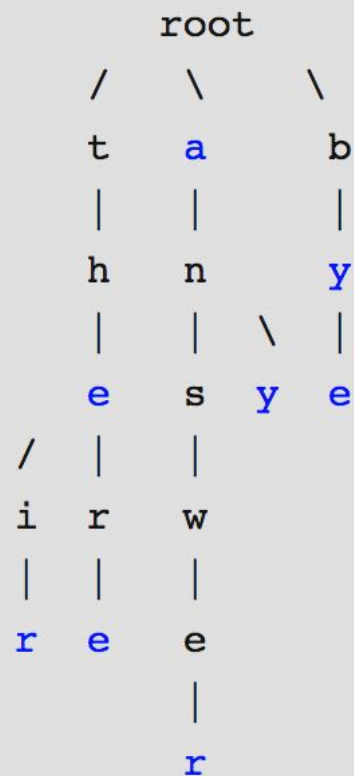 root
/ \ \
t a b
| | |
h n y
| | \ |
e s y e
/ | |
i r w
| | |
r e e
|
r